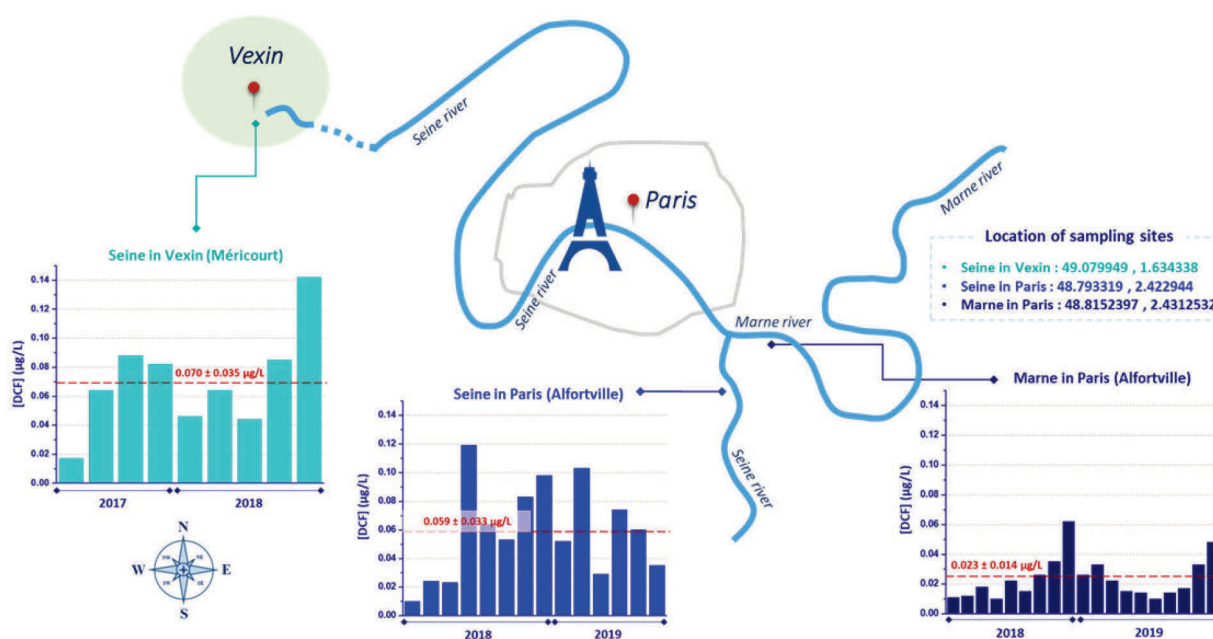 Vexin
Seine river
Paris
Marne river
Seine river
Marne river
Seine river
Location of sampling sites
• Seine in Vexin : 49.079949 , 1.634338
• Seine in Paris : 48.793319 , 2.422944
• Marne in Paris : 48.8152397 , 2.4312532
Seine in Vexin (Méricourt)
[DCF] (µg/L)
0.14
0.12
0.10
0.08
0.06
0.04
0.02
0.00
0.070 ± 0.035 µg/L
2017
2018
N
NW
NE
W
E
SW
SE
S
Seine in Paris (Alfortville)
[DCF] (µg/L)
0.14
0.12
0.10
0.08
0.06
0.04
0.02
0.00
0.059 ± 0.033 µg/L
2018
2019
Marne in Paris (Alfortville)
[DCF] (µg/L)
0.14
0.12
0.10
0.08
0.06
0.04
0.02
0.00
0.023 ± 0.014 µg/L
2018
2019